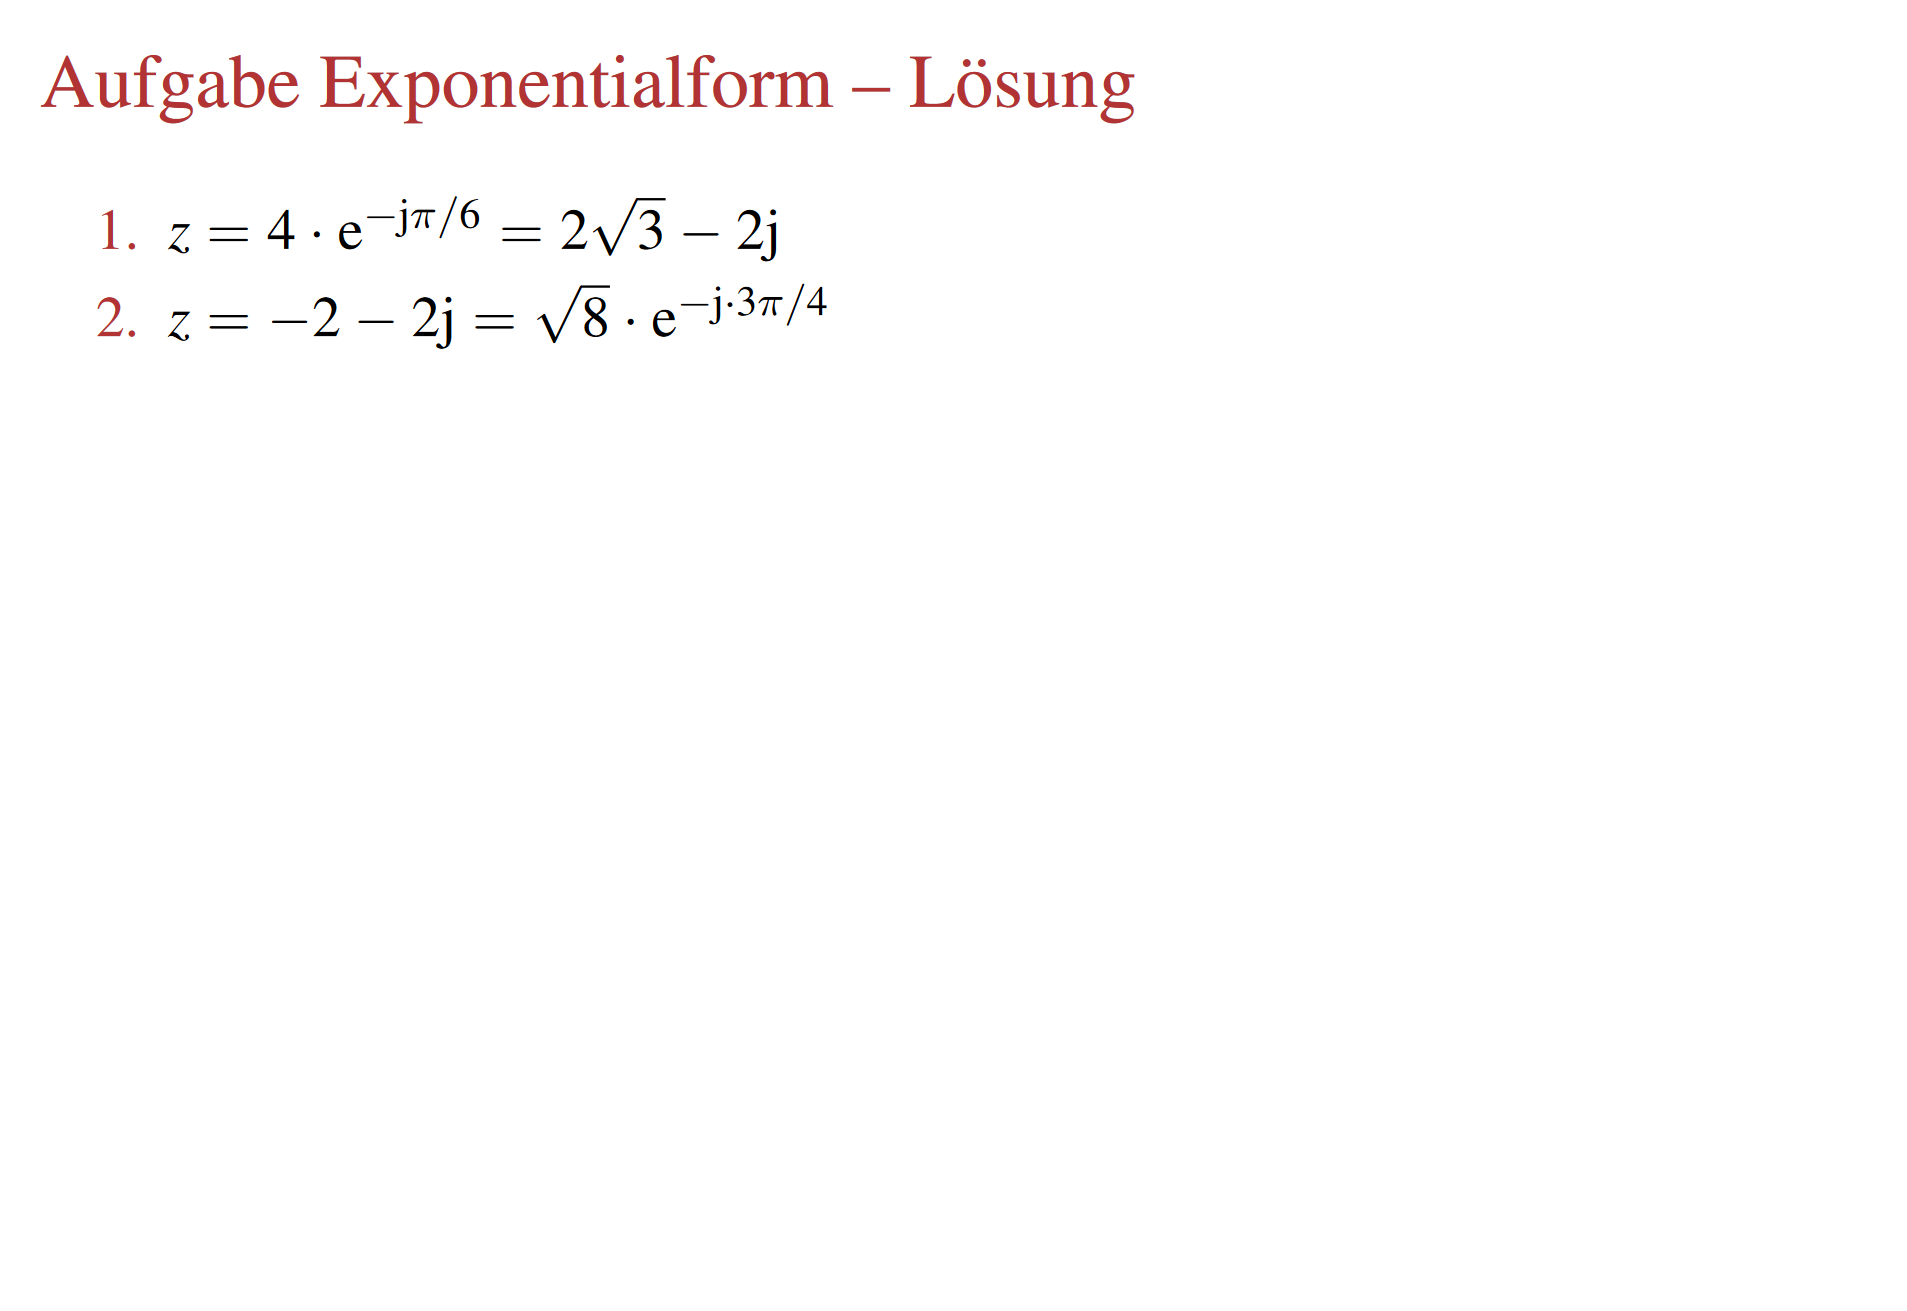 Aufgabe Exponentialform – Lösung
1. z = 4 · e^{−jπ/6} = 2√3 − 2j
2. z = −2 − 2j = √8 · e^{−j·3π/4}